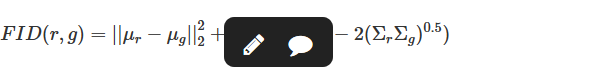 FID(r, g) = ||μ_r − μ_g||_2^2 + − 2(Σ_rΣ_g)^{0.5})